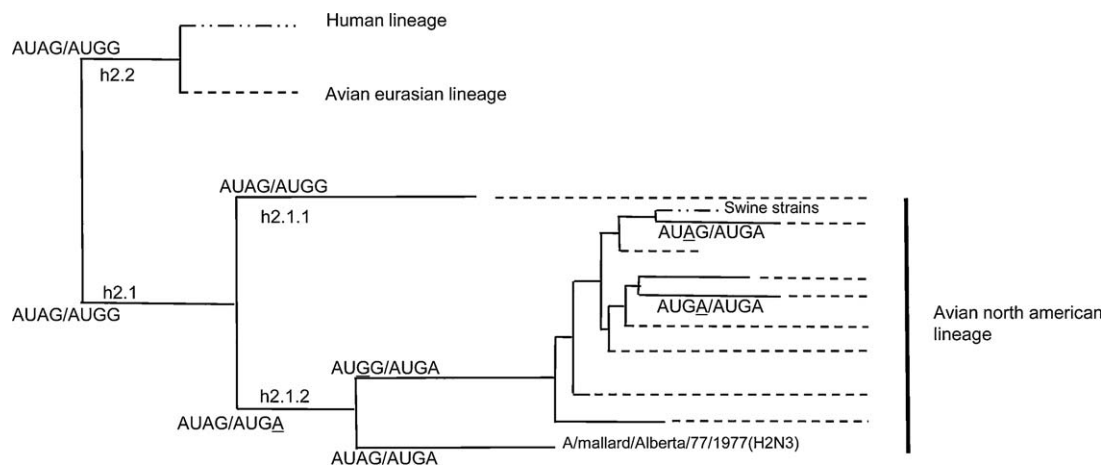 Human lineage
AUAG/AUGG
h2.2
Avian eurasian lineage
AUAG/AUGG
h2.1.1
Swine strains
AUAG/AUGA
h2.1
AUAG/AUGG
AUGA/AUGA
Avian north american
lineage
AUGG/AUGA
h2.1.2
AUAG/AUGA
A/mallard/Alberta/77/1977(H2N3)
AUAG/AUGA